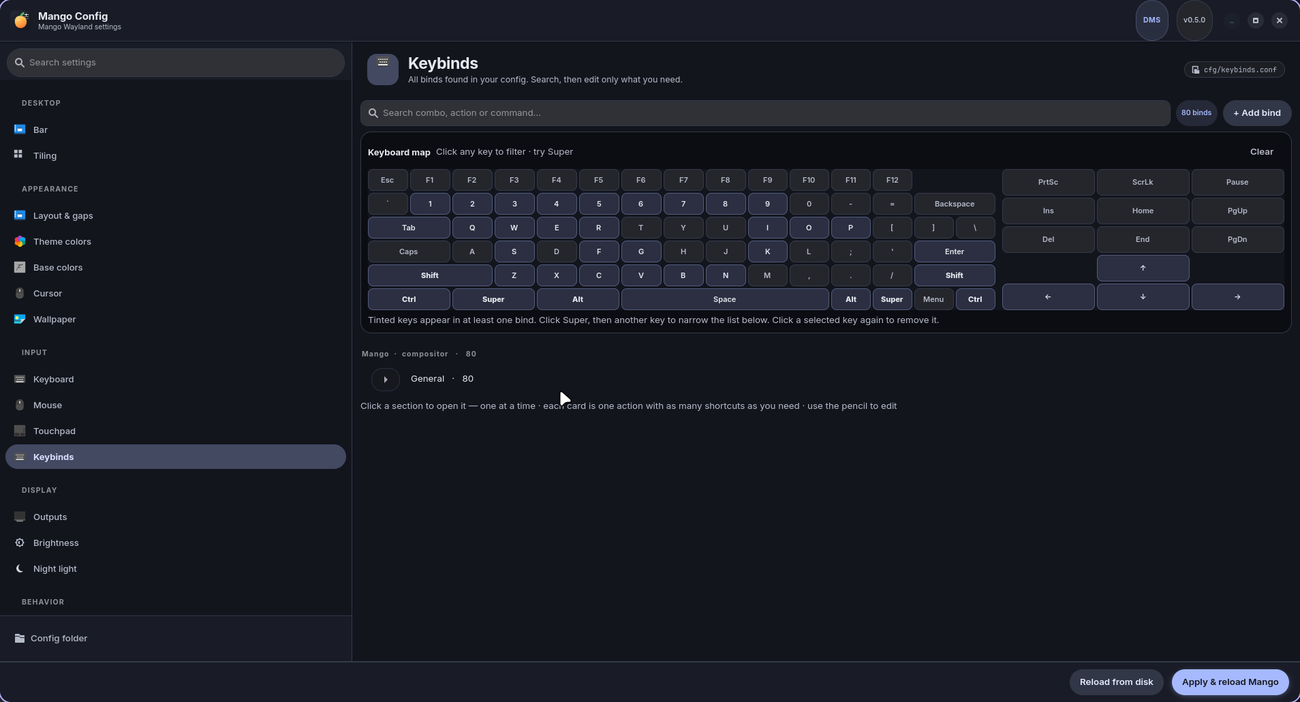 Mango Config
Mango Wayland settings
DMS
v0.5.0
Search settings
DESKTOP
Bar
Tiling
APPEARANCE
Layout & gaps
Theme colors
Base colors
Cursor
Wallpaper
INPUT
Keyboard
Mouse
Touchpad
Keybinds
DISPLAY
Outputs
Brightness
Night light
BEHAVIOR
Config folder
Keybinds
All binds found in your config. Search, then edit only what you need.
cfg/keybinds.conf
Search combo, action or command...
80 binds
+ Add bind
Keyboard map Click any key to filter · try Super
Clear
Esc F1 F2 F3 F4 F5 F6 F7 F8 F9 F10 F11 F12
` 1 2 3 4 5 6 7 8 9 0 - = Backspace
Tab Q W E R T Y U I O P [ ] \
Caps A S D F G H J K L ; ' Enter
Shift Z X C V B N M , . / Shift
Ctrl Super Alt Space Alt Super Menu Ctrl
PrtSc ScrLk Pause
Ins Home PgUp
Del End PgDn
↑
← ↓ →
Tinted keys appear in at least one bind. Click Super, then another key to narrow the list below. Click a selected key again to remove it.
Mango · compositor · 80
General · 80
Click a section to open it — one at a time · each card is one action with as many shortcuts as you need · use the pencil to edit
Reload from disk
Apply & reload Mango